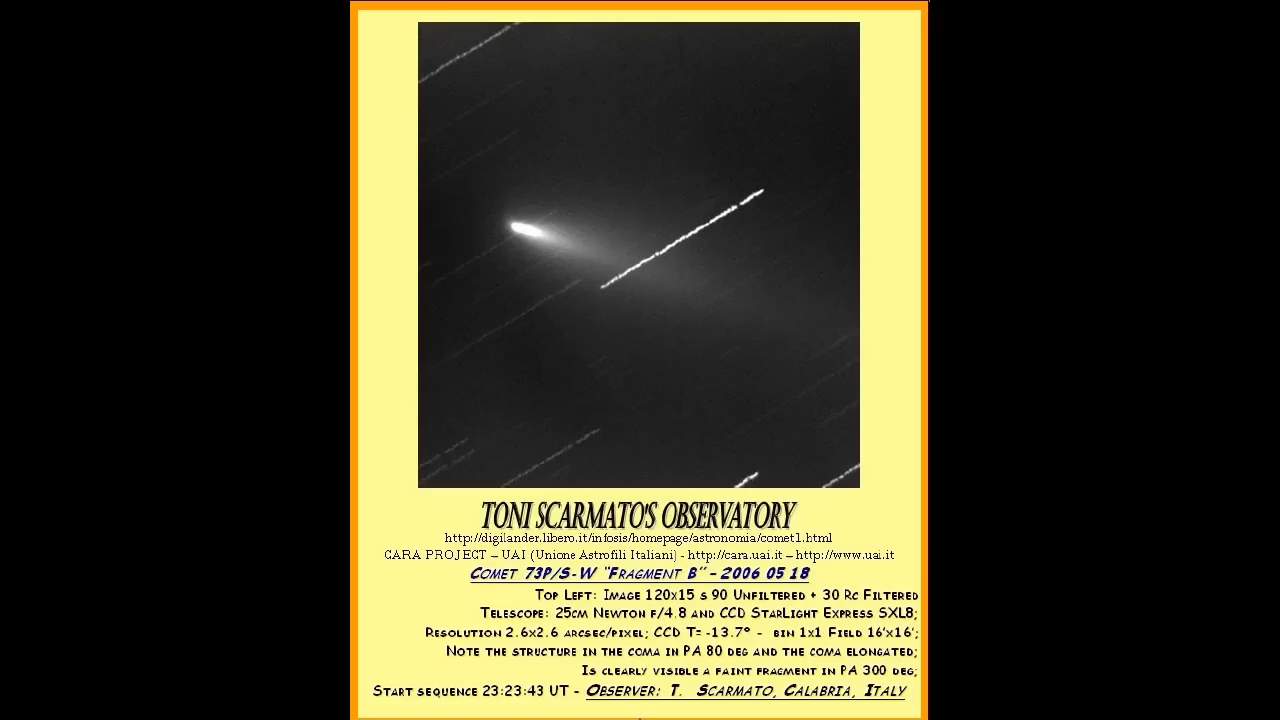 TONI SCARMATO'S OBSERVATORY
http://digilander.libero.it/infosis/homepage/astronomia/comet1.html
CARA PROJECT – UAI (Unione Astrofili Italiani) - http://cara.uai.it – http://www.uai.it
COMET 73P/S-W "FRAGMENT B" – 2006 05 18
TOP LEFT: IMAGE 120X15 S 90 UNFILTERED + 30 RC FILTERED
TELESCOPE: 25CM NEWTON F/4.8 AND CCD STARLIGHT EXPRESS SXL8;
RESOLUTION 2.6X2.6 ARCSEC/PIXEL; CCD T= -13.7° - BIN 1X1 FIELD 16'X16';
NOTE THE STRUCTURE IN THE COMA IN PA 80 DEG AND THE COMA ELONGATED;
IS CLEARLY VISIBLE A FAINT FRAGMENT IN PA 300 DEG;
START SEQUENCE 23:23:43 UT - OBSERVER: T. SCARMATO, CALABRIA, ITALY